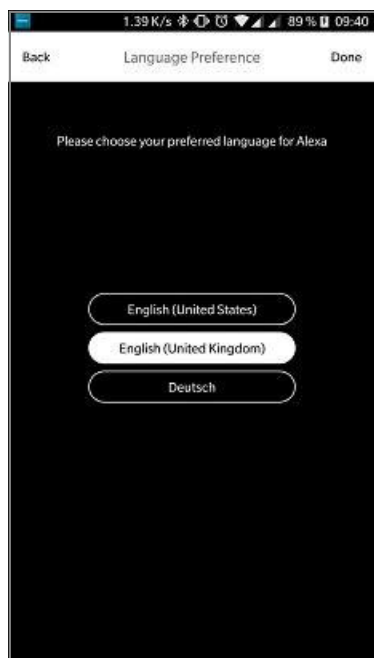 1.39 K/s 89 % 09:40
Back Language Preference Done
Please choose your preferred language for Alexa
English (United States)
English (United Kingdom)
Deutsch